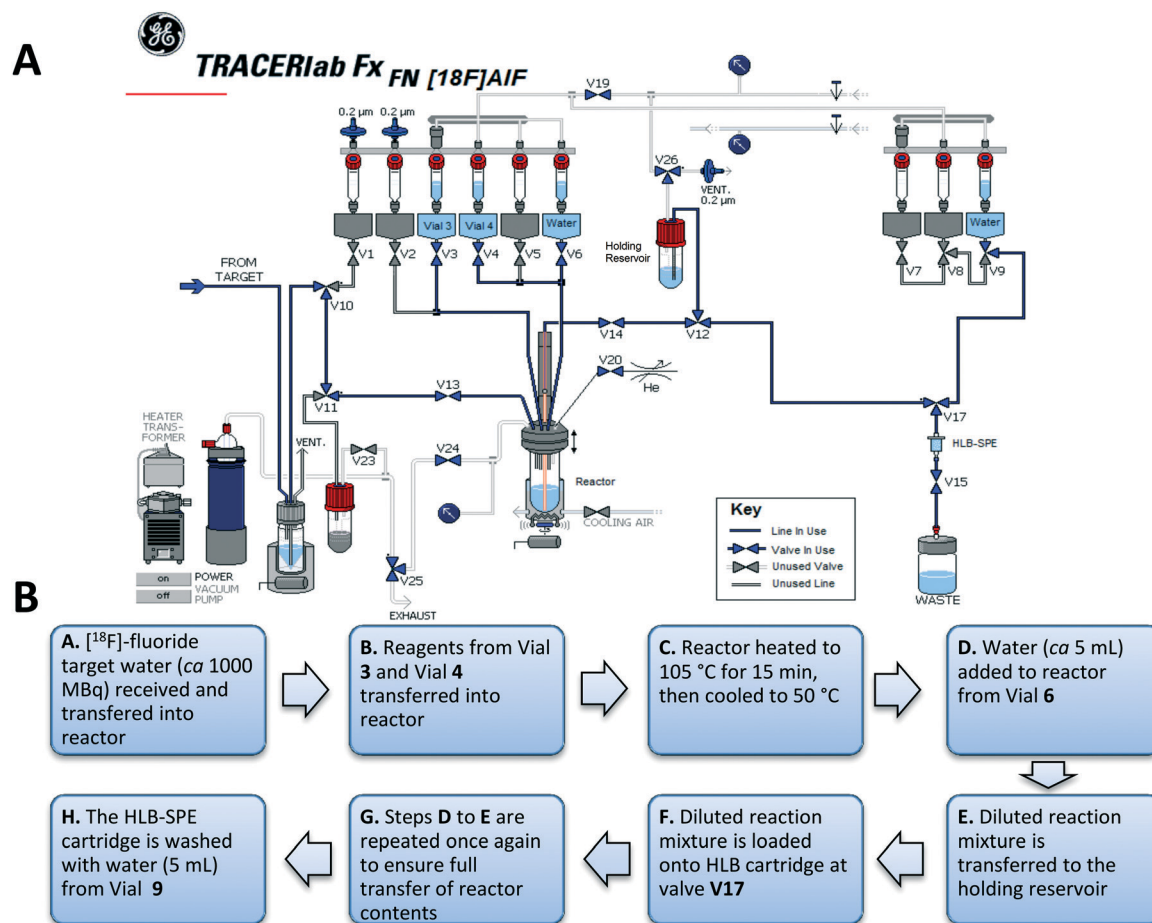 A
GE
TRACERlab Fx FN [18F]AlF
0.2 µm 0.2 µm
V19
V26
VENT.
0.2 µm
Vial 3 Vial 4 Water
Holding
Reservoir
Water
V1 V2 V3 V4 V5 V6
V7 V8 V9
FROM
TARGET
V10
V14 V12
V20
He
V13
V11
V17
HEATER
TRANS-
FORMER
VENT.
V23
V24
HLB-SPE
Reactor
V15
COOLING AIR
Key
Line In Use
Valve In Use
Unused Valve
Unused Line
on POWER
VACUUM
off PUMP
V25
EXHAUST
WASTE
B
A. [¹⁸F]-fluoride
target water (ca 1000
MBq) received and
transfered into
reactor
B. Reagents from Vial
3 and Vial 4
transferred into
reactor
C. Reactor heated to
105 °C for 15 min,
then cooled to 50 °C
D. Water (ca 5 mL)
added to reactor
from Vial 6
E. Diluted reaction
mixture is
transferred to the
holding reservoir
F. Diluted reaction
mixture is loaded
onto HLB cartridge at
valve V17
G. Steps D to E are
repeated once again
to ensure full
transfer of reactor
contents
H. The HLB-SPE
cartridge is washed
with water (5 mL)
from Vial 9